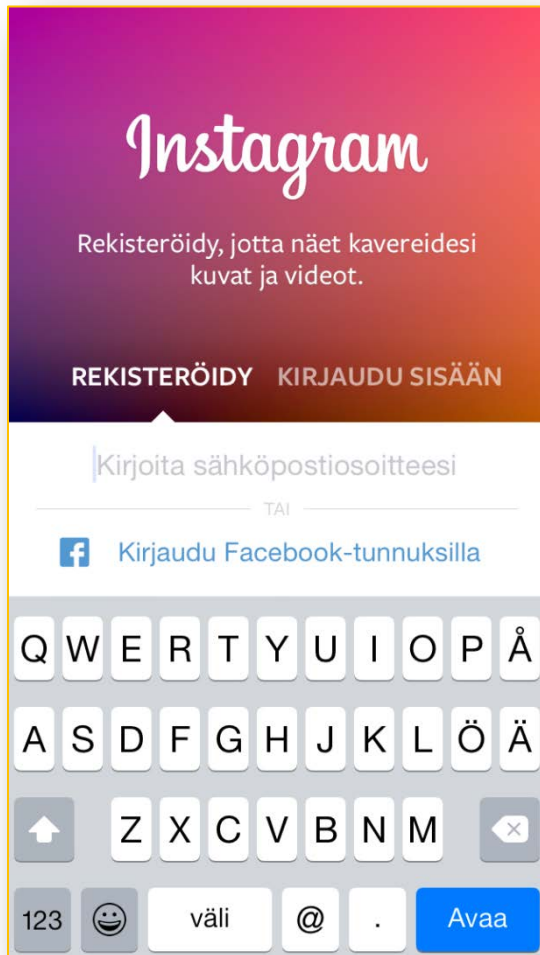 Instagram
Rekisteröidy, jotta näet kavereidesi
kuvat ja videot.
REKISTERÖIDY KIRJAUDU SISÄÄN
Kirjoita sähköpostiosoitteesi
TAI
Kirjaudu Facebook-tunnuksilla
Q W E R T Y U I O P Å
A S D F G H J K L Ö Ä
Z X C V B N M
123 väli @ . Avaa